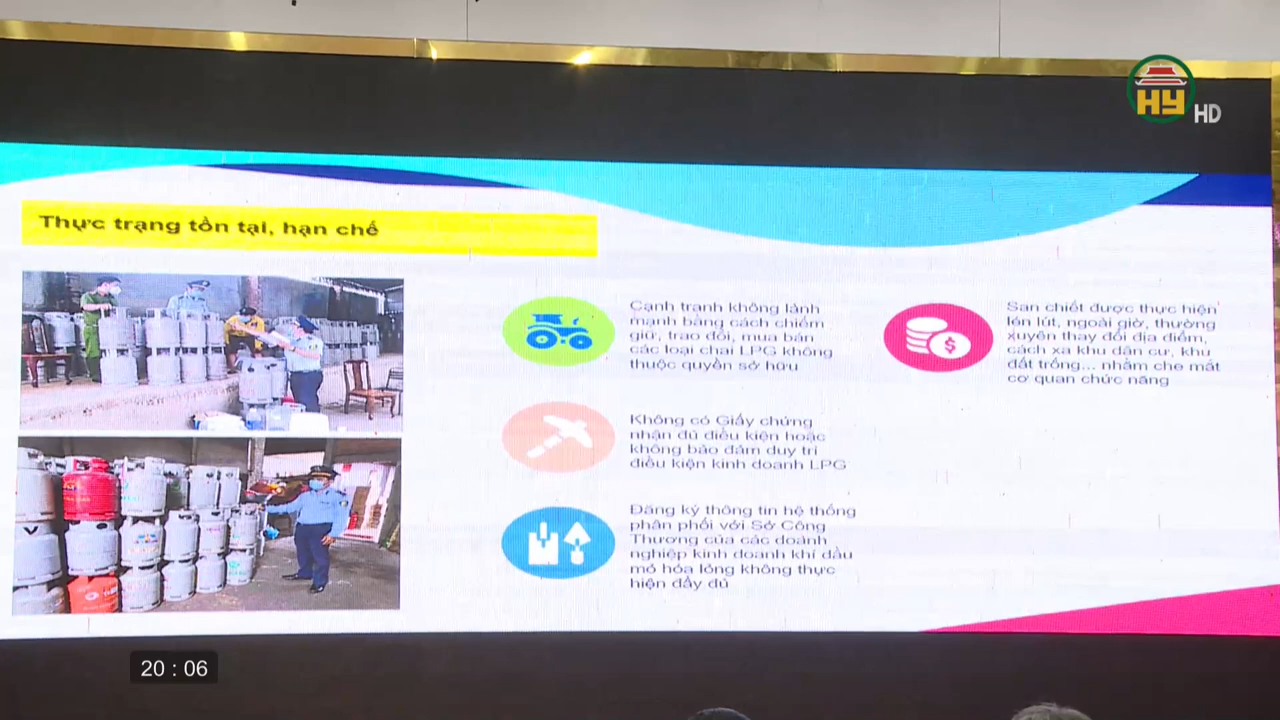 HY HD
Thực trạng tồn tại, hạn chế
Cạnh tranh không lành
mạnh bằng cách chiếm
giữ, trao đổi, mua bán
các loại chai LPG không
thuộc quyền sở hữu
Không có Giấy chứng
nhận đủ điều kiện hoặc
không bảo đảm duy trì
điều kiện kinh doanh LPG
Đăng ký thông tin hệ thống
phân phối với Sở Công
Thương của các doanh
nghiệp kinh doanh khí dầu
mỏ hóa lỏng không thực
hiện đầy đủ
San chiết được thực hiện
lén lút, ngoài giờ, thường
xuyên thay đổi địa điểm,
cách xa khu dân cư, khu
đất trống... nhằm che mắt
cơ quan chức năng
20 : 06